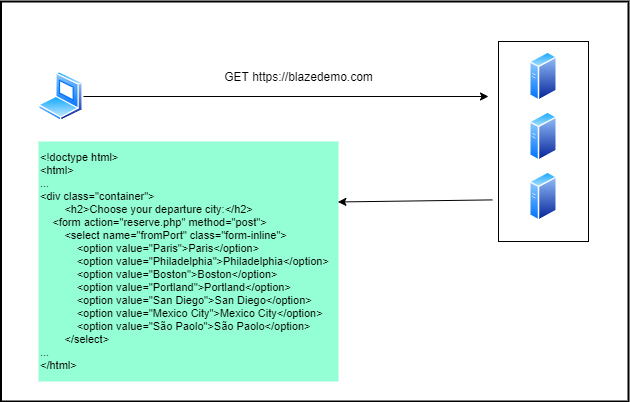 GET https://blazedemo.com
<!doctype html>
<html>
...
<div class="container">
<h2>Choose your departure city:</h2>
<form action="reserve.php" method="post">
<select name="fromPort" class="form-inline">
<option value="Paris">Paris</option>
<option value="Philadelphia">Philadelphia</option>
<option value="Boston">Boston</option>
<option value="Portland">Portland</option>
<option value="San Diego">San Diego</option>
<option value="Mexico City">Mexico City</option>
<option value="São Paolo">São Paolo</option>
</select>
...
</html>